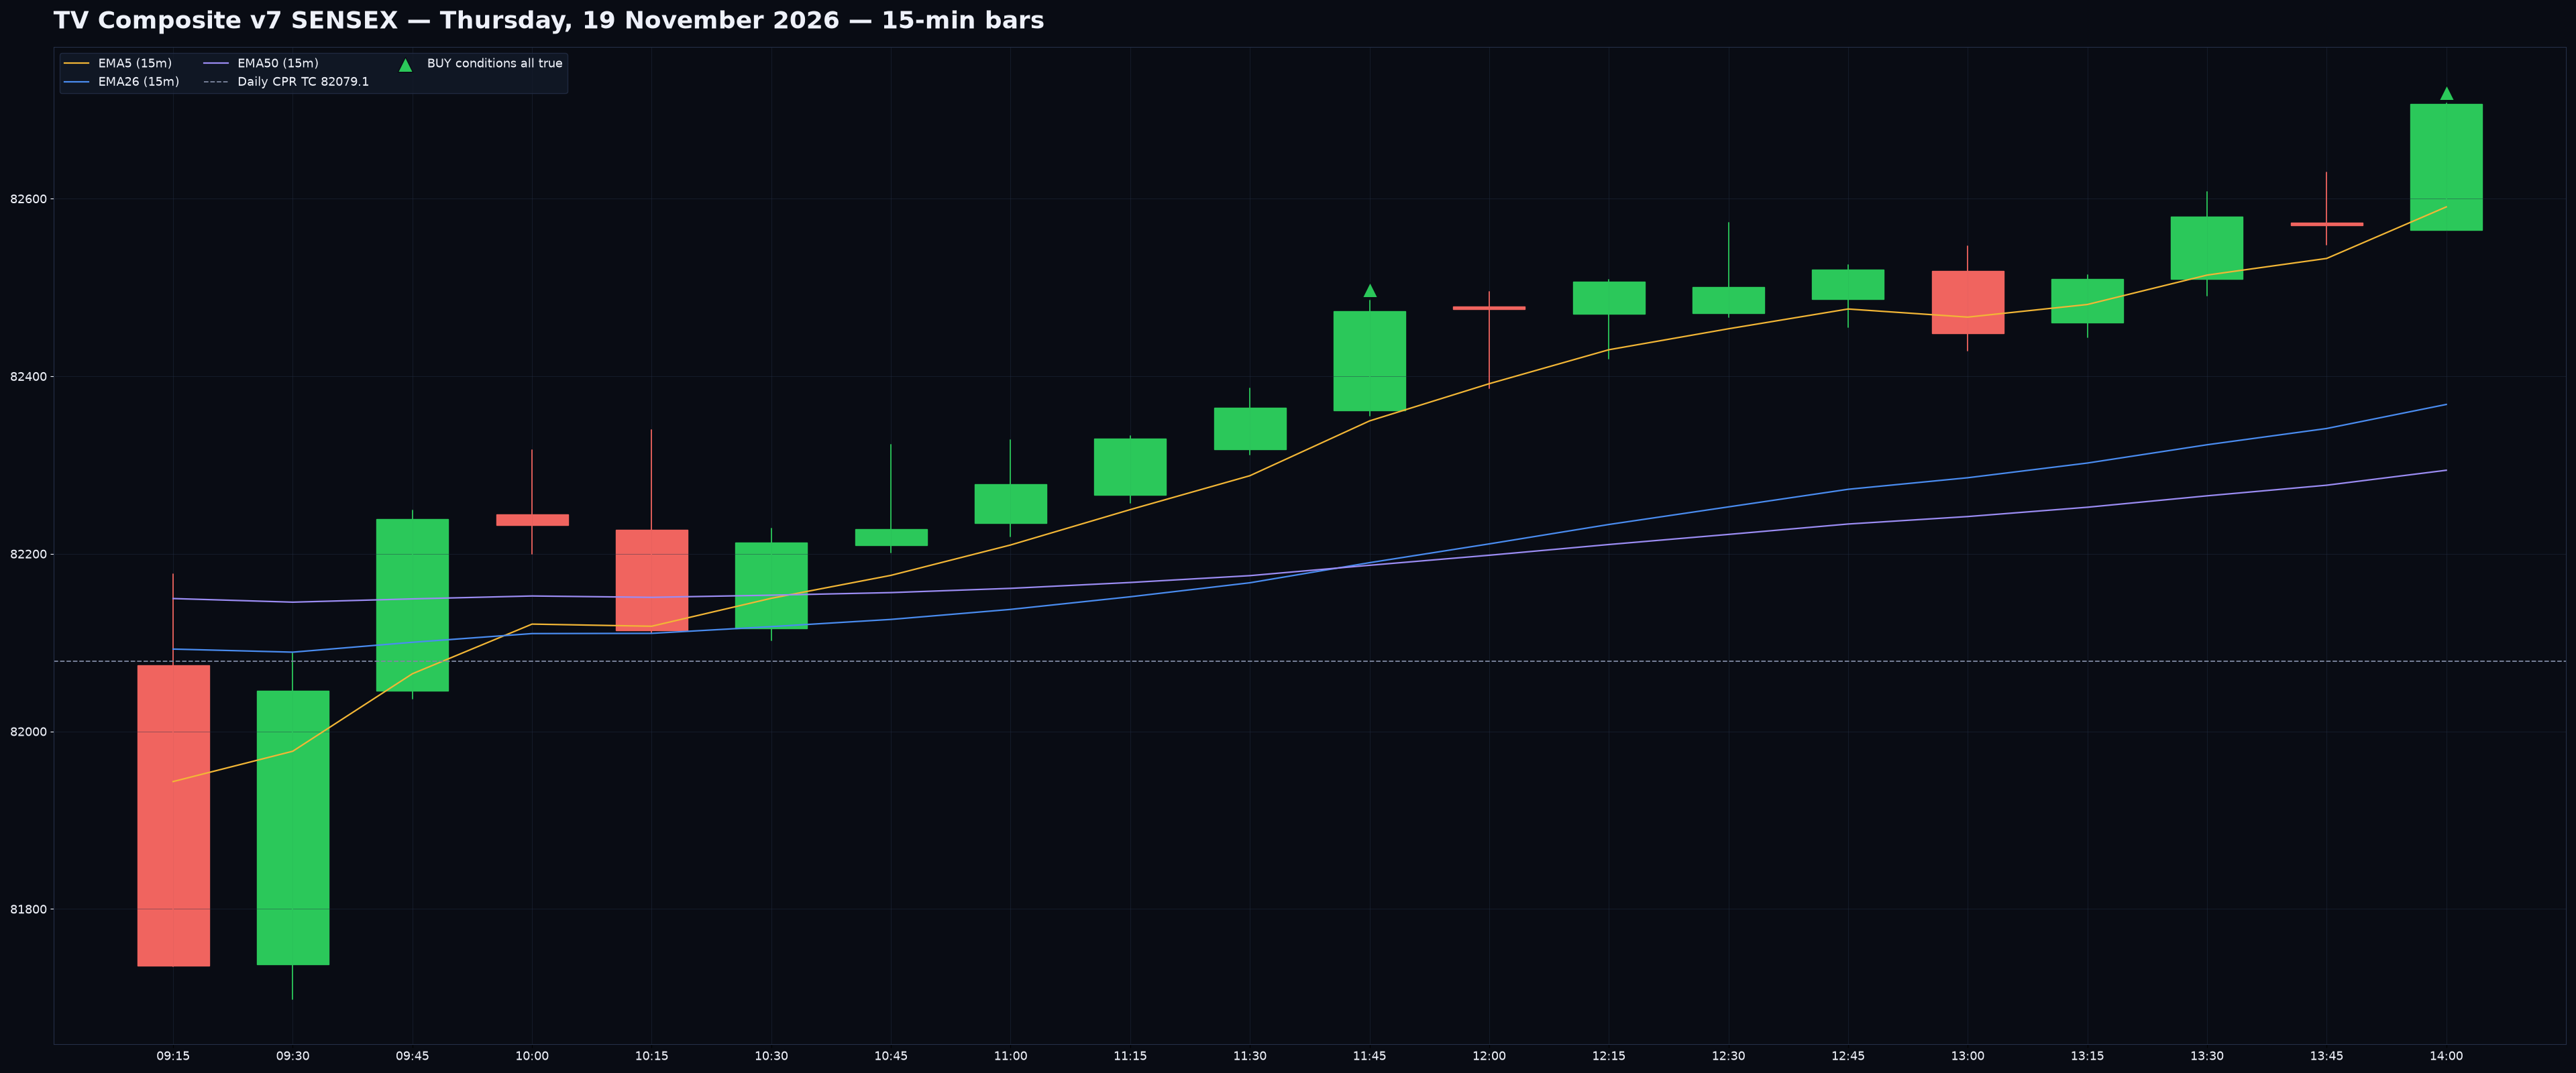 TV Composite v7 SENSEX — Thursday, 19 November 2026 — 15-min bars
EMA5 (15m) EMA50 (15m) BUY conditions all true
EMA26 (15m) Daily CPR TC 82079.1
82600
82400
82200
82000
81800
09:15 09:30 09:45 10:00 10:15 10:30 10:45 11:00 11:15 11:30 11:45 12:00 12:15 12:30 12:45 13:00 13:15 13:30 13:45 14:00